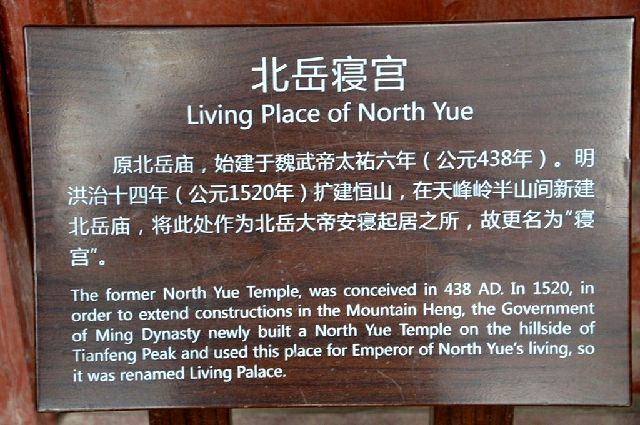 北岳寝宫
Living Place of North Yue
原北岳庙，始建于魏武帝太祐六年（公元438年）。明
洪治十四年（公元1520年）扩建恒山，在天峰岭半山间新建
北岳庙，将此处作为北岳大帝安寝起居之所，故更名为“寝
宫”。
The former North Yue Temple, was conceived in 438 AD. In 1520, in
order to extend constructions in the Mountain Heng, the Government
of Ming Dynasty newly built a North Yue Temple on the hillside of
Tianfeng Peak and used this place for Emperor of North Yue's living, so
it was renamed Living Palace.